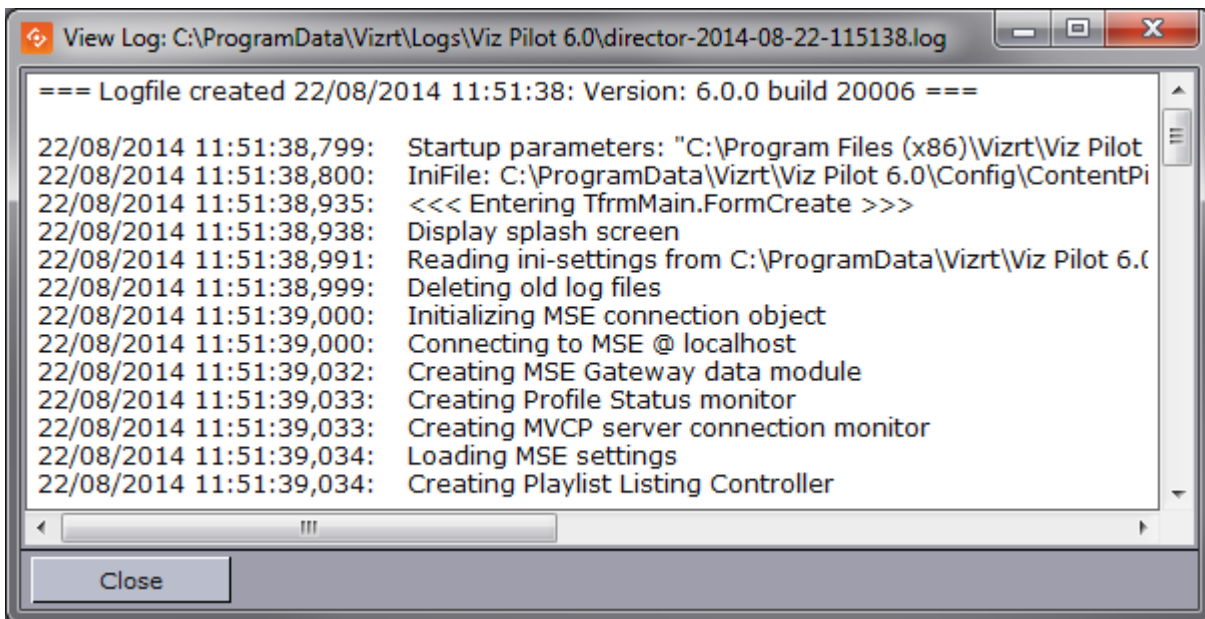 View Log: C:\ProgramData\Vizrt\Logs\Viz Pilot 6.0\director-2014-08-22-115138.log
=== Logfile created 22/08/2014 11:51:38: Version: 6.0.0 build 20006 ===
22/08/2014 11:51:38,799: Startup parameters: "C:\Program Files (x86)\Vizrt\Viz Pilot
22/08/2014 11:51:38,800: IniFile: C:\ProgramData\Vizrt\Viz Pilot 6.0\Config\ContentPi
22/08/2014 11:51:38,935: <<< Entering TfrmMain.FormCreate >>>
22/08/2014 11:51:38,938: Display splash screen
22/08/2014 11:51:38,991: Reading ini-settings from C:\ProgramData\Vizrt\Viz Pilot 6.0
22/08/2014 11:51:38,999: Deleting old log files
22/08/2014 11:51:39,000: Initializing MSE connection object
22/08/2014 11:51:39,000: Connecting to MSE @ localhost
22/08/2014 11:51:39,032: Creating MSE Gateway data module
22/08/2014 11:51:39,033: Creating Profile Status monitor
22/08/2014 11:51:39,033: Creating MVCP server connection monitor
22/08/2014 11:51:39,034: Loading MSE settings
22/08/2014 11:51:39,034: Creating Playlist Listing Controller
Close